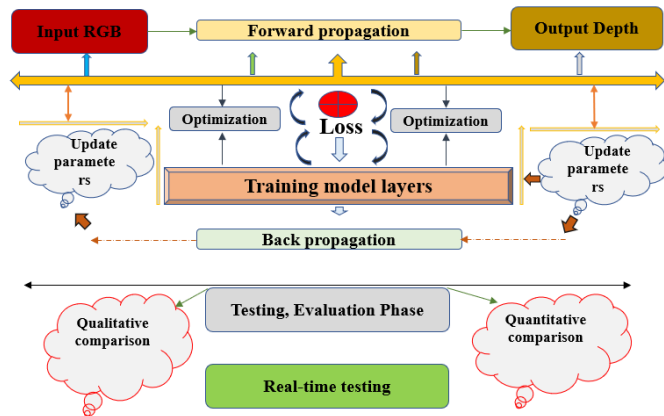 Input RGB
Forward propagation
Output Depth
Optimization
Loss
Optimization
Update
paramete
rs
Update
paramete
rs
Training model layers
Back propagation
Testing, Evaluation Phase
Qualitative
comparison
Quantitative
comparison
Real-time testing